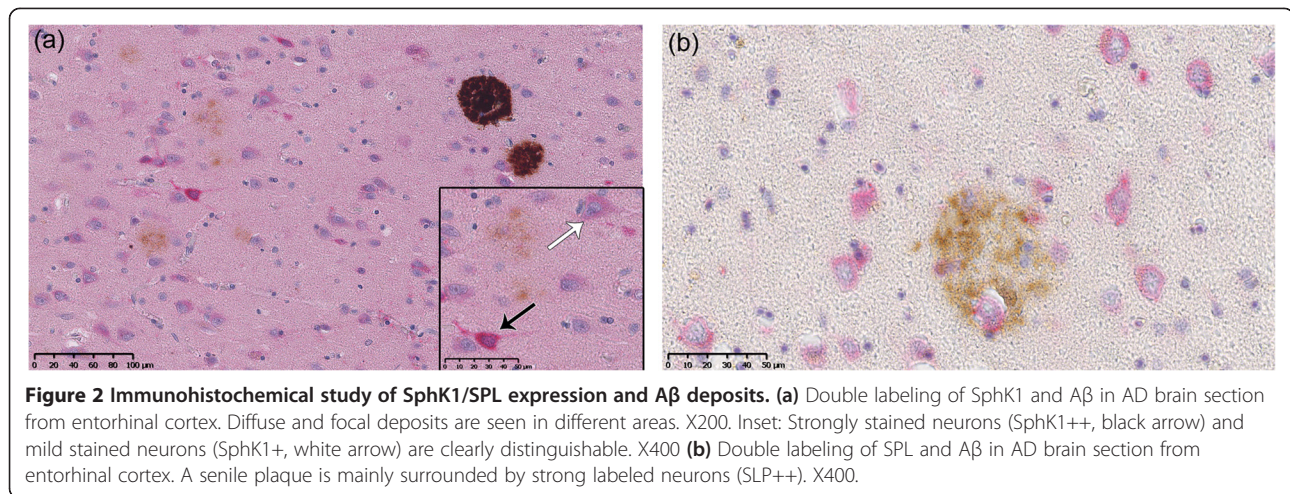 (a)
(b)
0 20 40 60 80 100 µm
0 10 20 30 40 50 µm
0 10 20 30 40 50 µm
Figure 2 Immunohistochemical study of SphK1/SPL expression and Aβ deposits. (a) Double labeling of SphK1 and Aβ in AD brain section
from entorhinal cortex. Diffuse and focal deposits are seen in different areas. X200. Inset: Strongly stained neurons (SphK1++, black arrow) and
mild stained neurons (SphK1+, white arrow) are clearly distinguishable. X400 (b) Double labeling of SPL and Aβ in AD brain section from
entorhinal cortex. A senile plaque is mainly surrounded by strong labeled neurons (SLP++). X400.